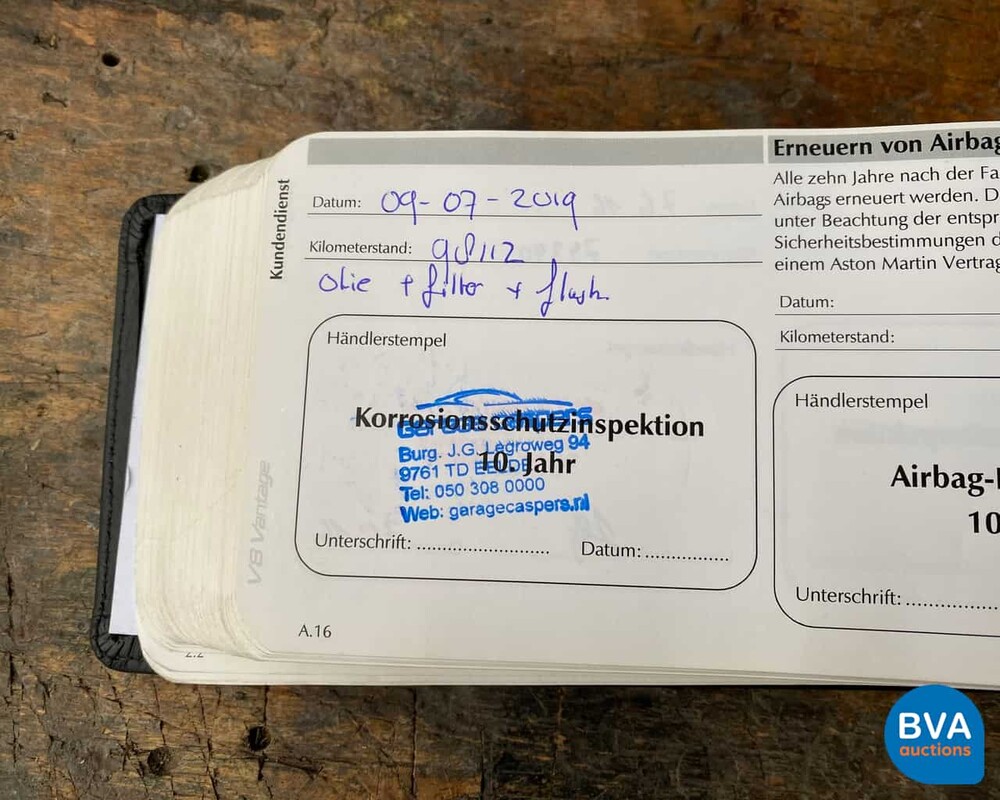 Kundendienst
Datum: 09-07-2019
Kilometerstand: 98112
Olie + filter + flush
Händlerstempel
Korrosionsschutzinspektion
10. Jahr
Burg. J.G. Legroweg 94
9761 TD EELDE
Tel: 050 308 0000
Web: garagecaspers.nl
Unterschrift: ........................ Datum: ...............
A.16
V8 Vantage
2.2
Erneuern von Airbag
Alle zehn Jahre nach der Fa
Airbags erneuert werden. D
unter Beachtung der entspr
Sicherheitsbestimmungen d
einem Aston Martin Vertrag
Datum:
Kilometerstand:
Händlerstempel
Airbag-
10
Unterschrift: ................
BVA
auctions